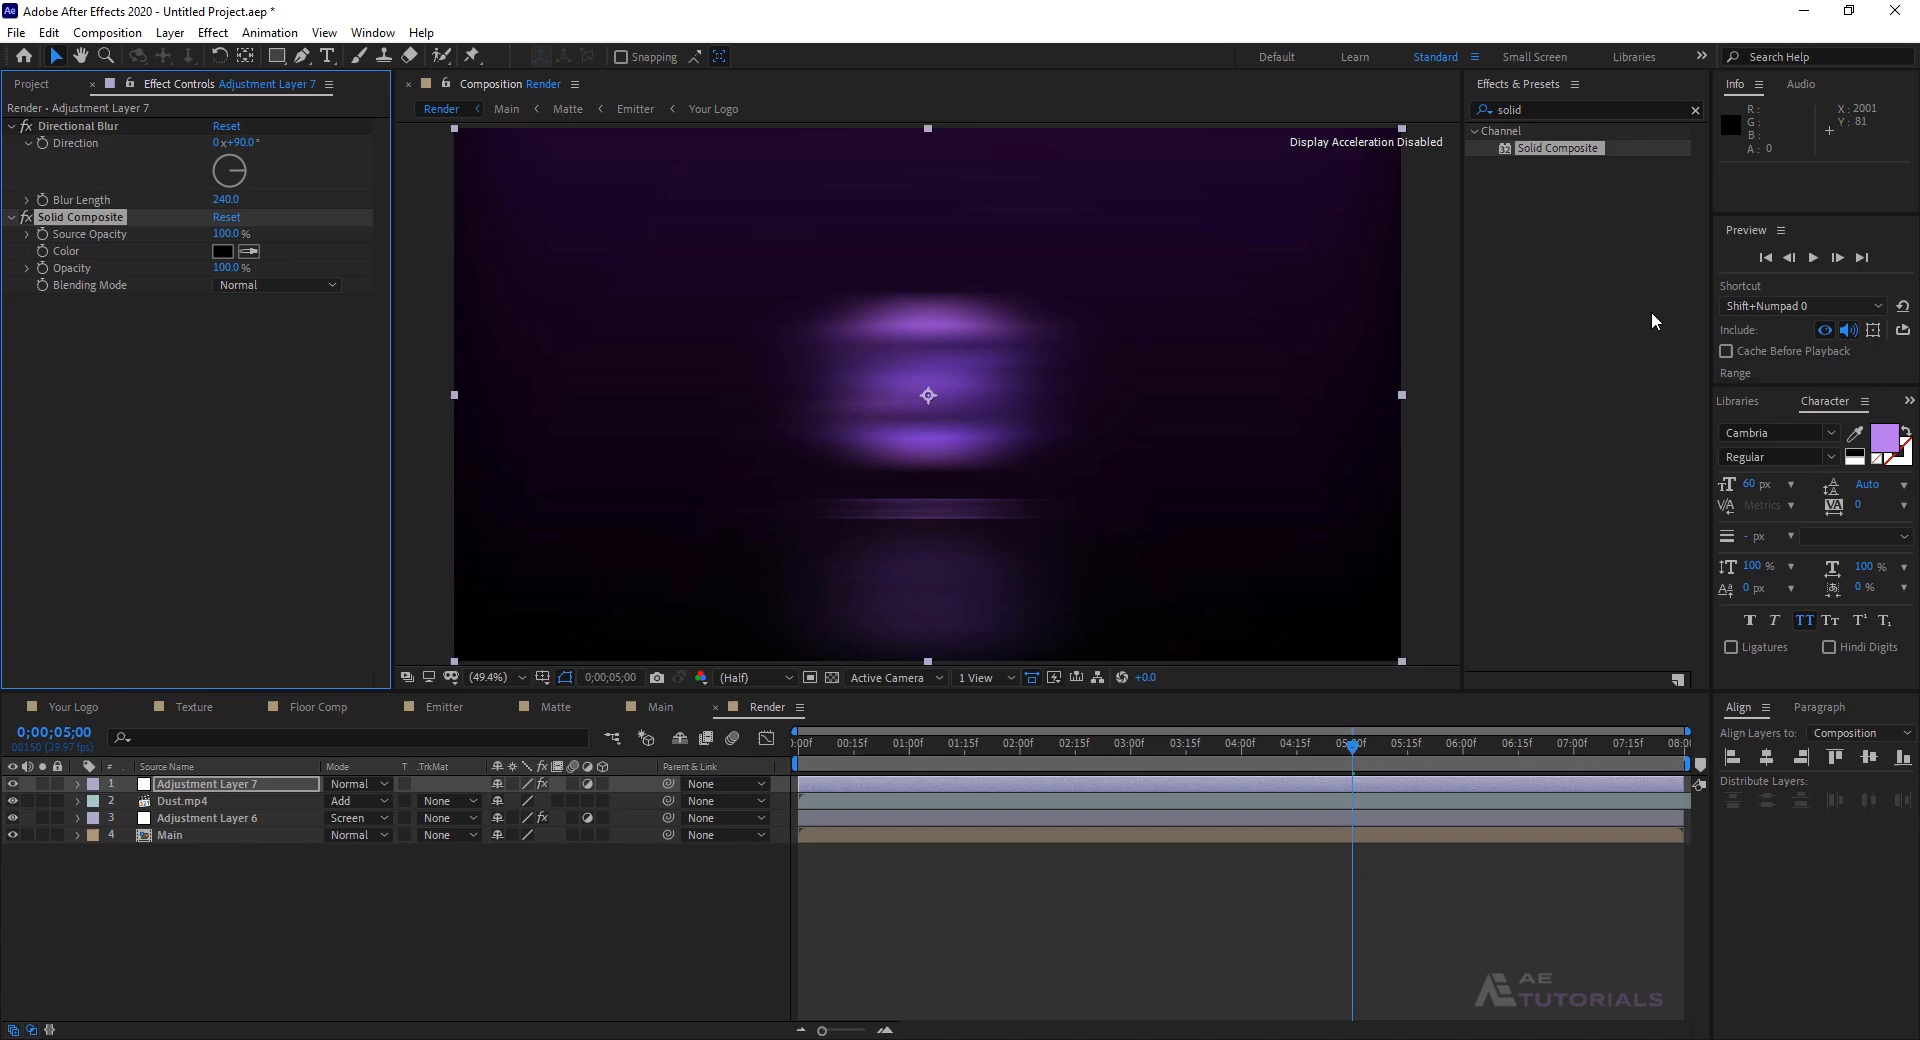 Adobe After Effects 2020 - Untitled Project.aep *
File Edit Composition Layer Effect Animation View Window Help
Snapping
Default Learn Standard Small Screen Libraries
Search Help
Project Effect Controls Adjustment Layer 7
Render • Adjustment Layer 7
fx Directional Blur Reset
Direction 0x+90.0°
Blur Length 240.0
fx Solid Composite Reset
Source Opacity 100.0 %
Color
Opacity 100.0 %
Blending Mode Normal
Composition Render
Render Main Matte Emitter Your Logo
Display Acceleration Disabled
(49.4%) 0;00;05;00 (Half) Active Camera 1 View +0.0
Effects & Presets
solid
Channel
32 Solid Composite
Info Audio
R: X: 2001
G: Y: 81
B:
A: 0
Preview
Shortcut
Shift+Numpad 0
Include:
Cache Before Playback
Range
Libraries Character
Cambria
Regular
60 px Auto
Metrics 0
- px
100 % 100 %
0 px 0 %
Ligatures Hindi Digits
Your Logo Texture Floor Comp Emitter Matte Main Render
0;00;05;00
00150 (29.97 fps)
:00f 00:15f 01:00f 01:15f 02:00f 02:15f 03:00f 03:15f 04:00f 04:15f 05:00f 05:15f 06:00f 06:15f 07:00f 07:15f 08:0
# Source Name Mode T .TrkMat Parent & Link
1 Adjustment Layer 7 Normal None
2 Dust.mp4 Add None None
3 Adjustment Layer 6 Screen None None
4 Main Normal None None
Align Paragraph
Align Layers to: Composition
Distribute Layers:
AE
TUTORIALS